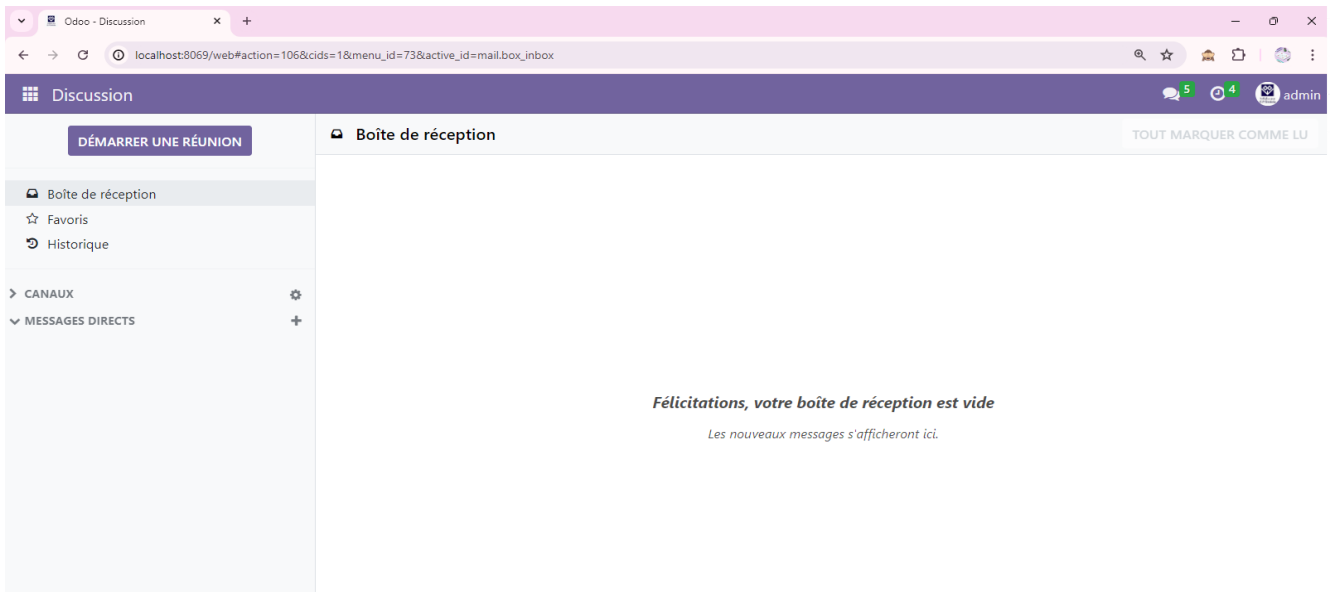 Odoo - Discussion
localhost:8069/web#action=106&cids=1&menu_id=73&active_id=mail.box_inbox
Discussion
5
4
admin
DÉMARRER UNE RÉUNION
Boîte de réception
TOUT MARQUER COMME LU
Boîte de réception
Favoris
Historique
CANAUX
MESSAGES DIRECTS
Félicitations, votre boîte de réception est vide
Les nouveaux messages s'afficheront ici.